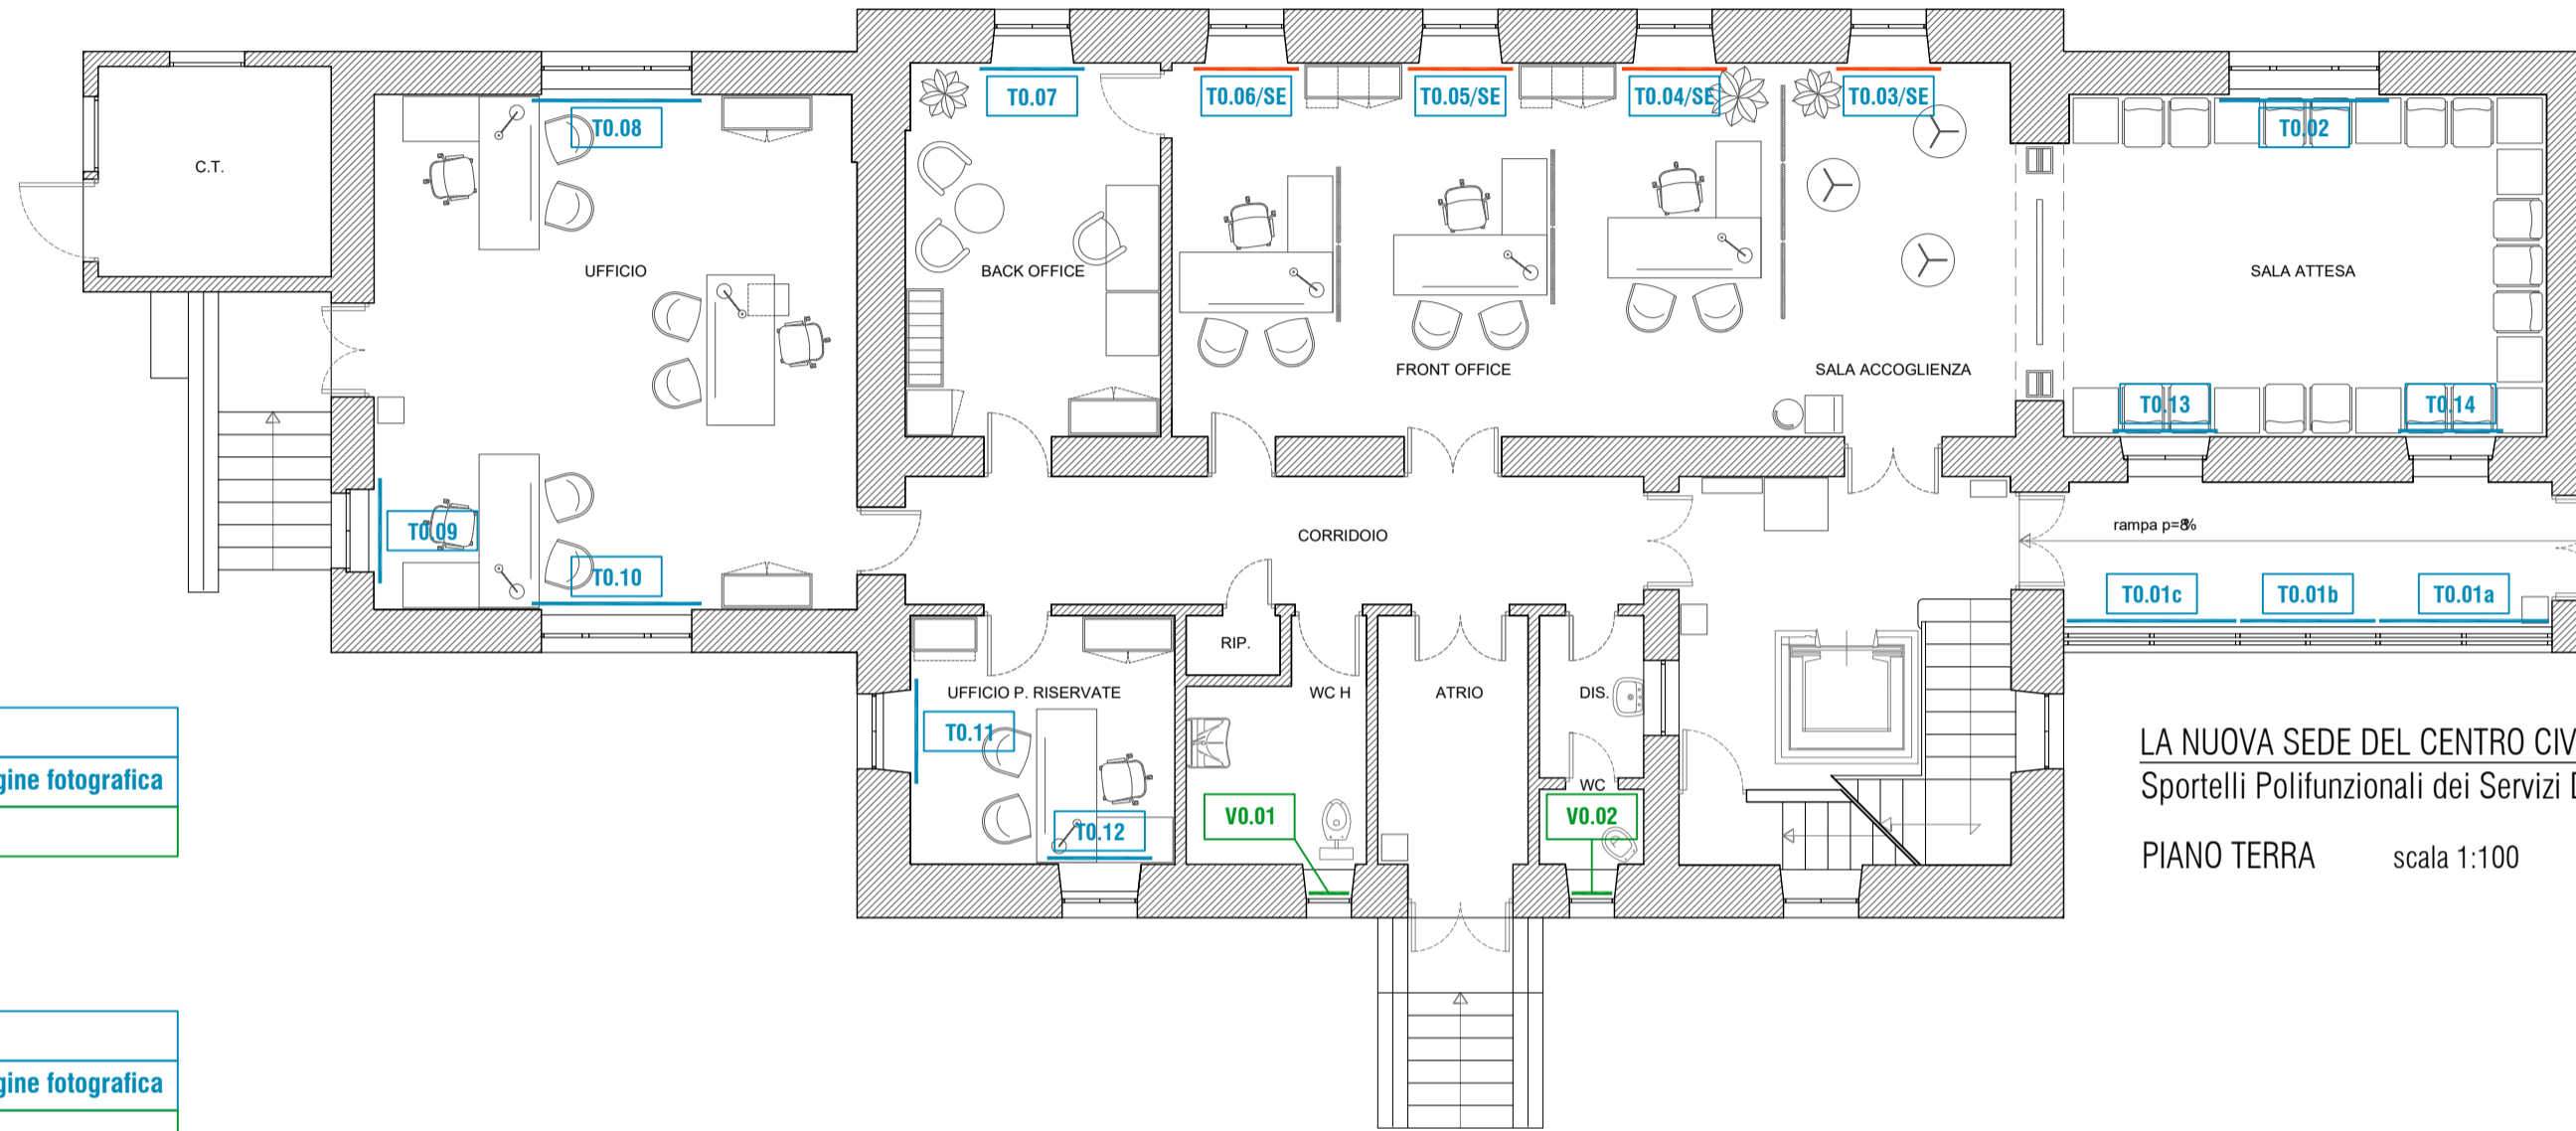 T0.07
T0.06/SE
T0.05/SE
T0.04/SE
T0.03/SE
T0.08
T0.02
C.T.
UFFICIO
BACK OFFICE
SALA ATTESA
FRONT OFFICE
SALA ACCOGLIENZA
T0.13
T0.14
T0.09
CORRIDOIO
rampa p=8%
T0.10
T0.01c
T0.01b
T0.01a
RIP.
UFFICIO P. RISERVATE
WC H
ATRIO
DIS.
T0.11
WC
V0.01
V0.02
T0.12
gine fotografica
LA NUOVA SEDE DEL CENTRO CIV
Sportelli Polifunzionali dei Servizi D
PIANO TERRA scala 1:100
gine fotografica